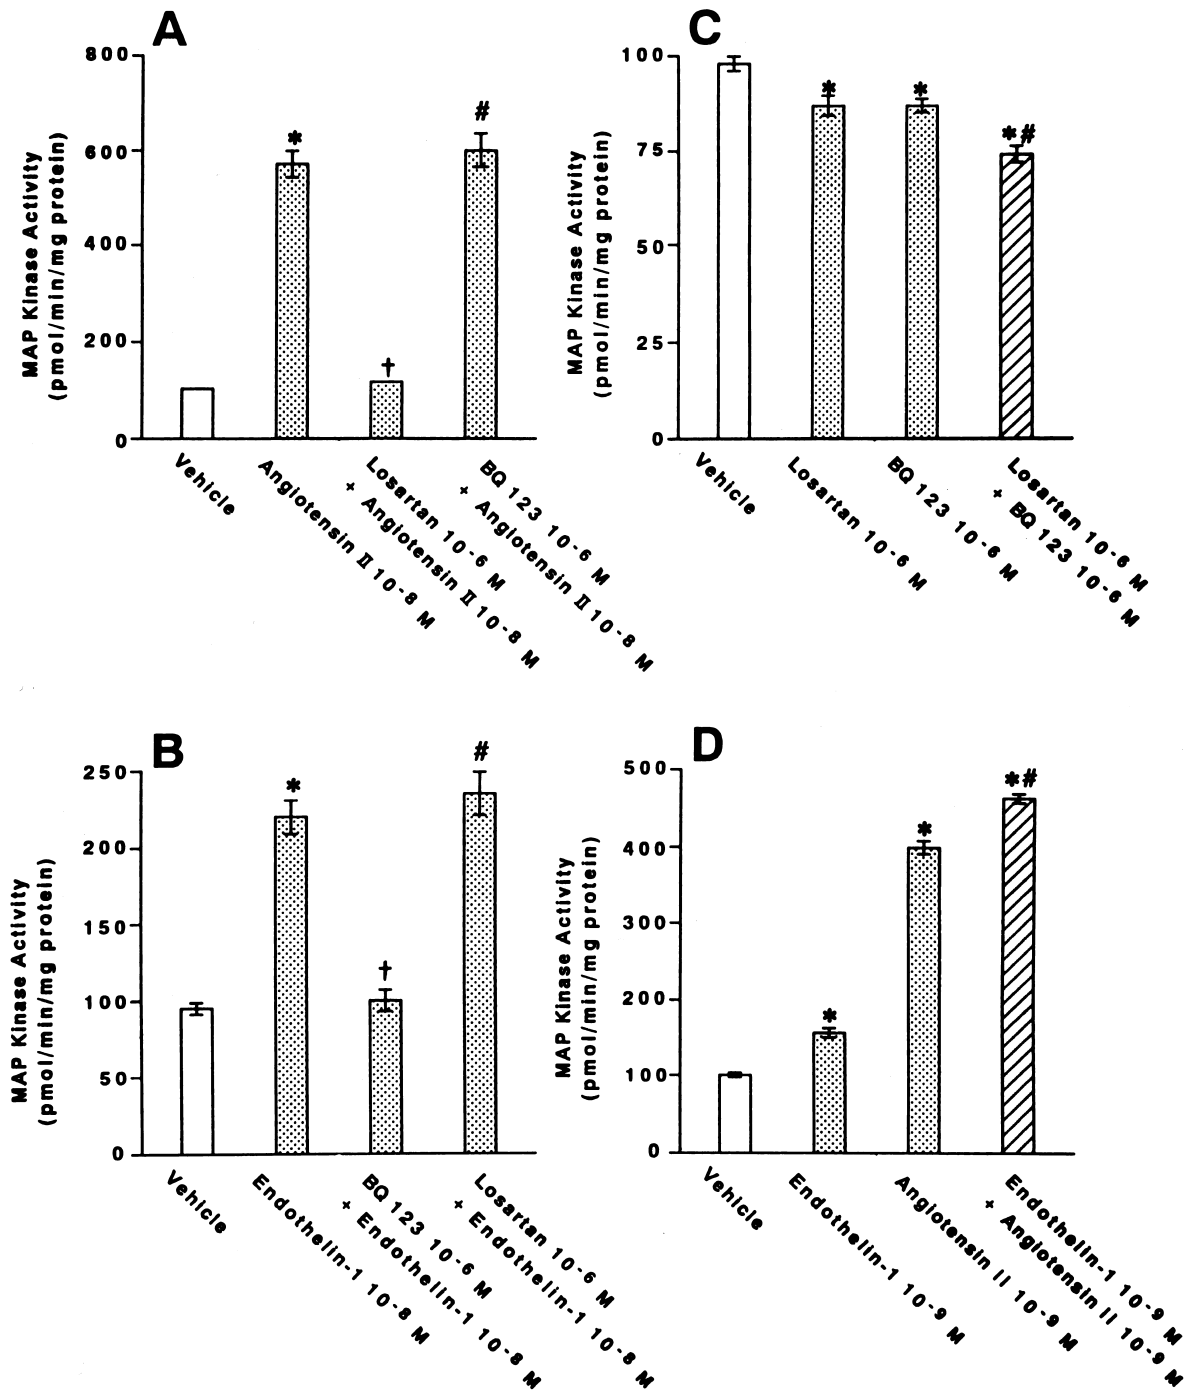 A
800
600
400
200
0
MAP Kinase Activity
(pmol/min/mg protein)
*
†
#
Vehicle
Angiotensin II 10-8 M
Losartan 10-6 M
+ Angiotensin II 10-8 M
BQ 123 10-6 M
+ Angiotensin II 10-8 M
C
100
75
50
25
0
MAP Kinase Activity
(pmol/min/mg protein)
*
*
*#
Vehicle
Losartan 10-6 M
BQ 123 10-6 M
Losartan 10-6 M
+ BQ 123 10-6 M
B
250
200
150
100
50
0
MAP Kinase Activity
(pmol/min/mg protein)
*
†
#
Vehicle
Endothelin-1 10-8 M
BQ 123 10-6 M
+ Endothelin-1 10-8 M
Losartan 10-6 M
+ Endothelin-1 10-8 M
D
500
400
300
200
100
0
MAP Kinase Activity
(pmol/min/mg protein)
*
*
*#
Vehicle
Endothelin-1 10-9 M
Angiotensin II 10-9 M
Endothelin-1 10-9 M
+ Angiotensin II 10-9 M